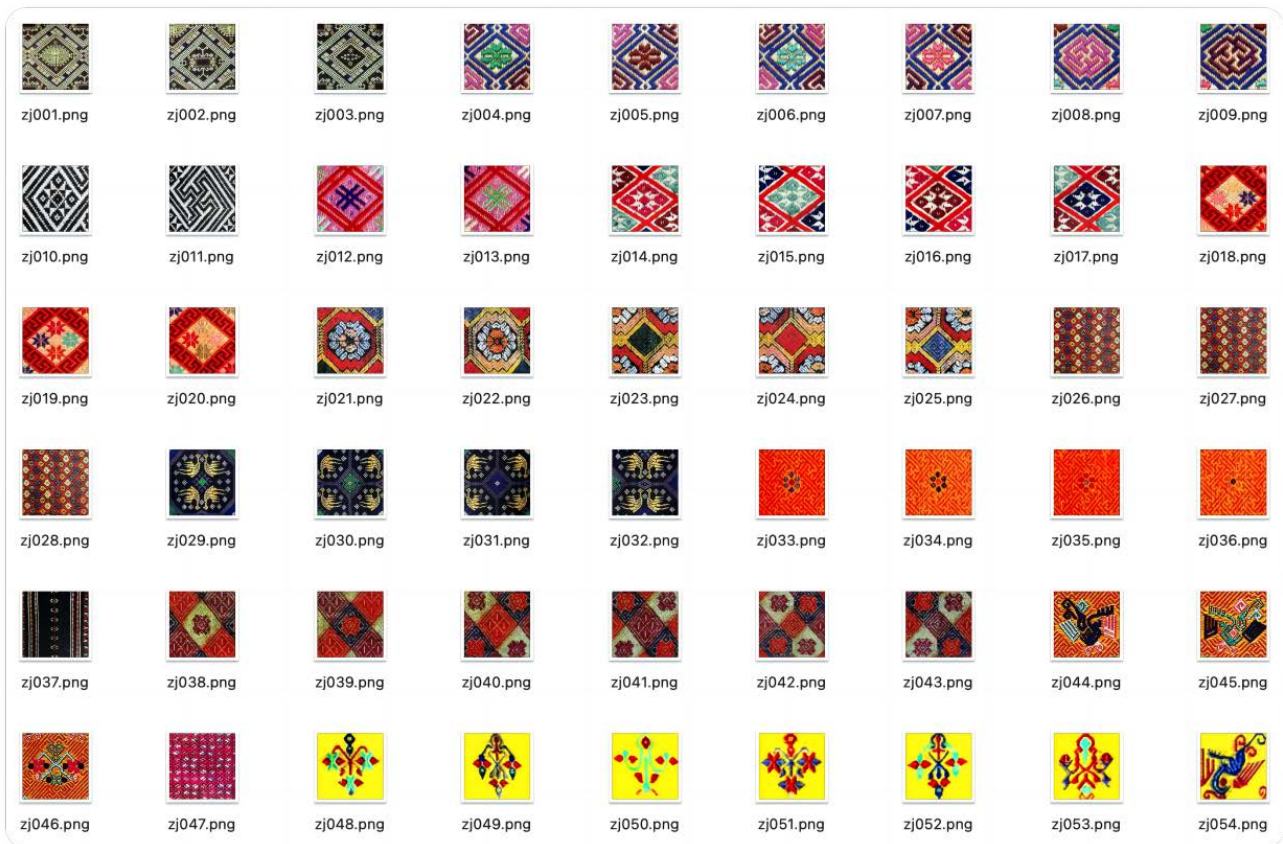 zj001.png zj002.png zj003.png zj004.png zj005.png zj006.png zj007.png zj008.png zj009.png
zj010.png zj011.png zj012.png zj013.png zj014.png zj015.png zj016.png zj017.png zj018.png
zj019.png zj020.png zj021.png zj022.png zj023.png zj024.png zj025.png zj026.png zj027.png
zj028.png zj029.png zj030.png zj031.png zj032.png zj033.png zj034.png zj035.png zj036.png
zj037.png zj038.png zj039.png zj040.png zj041.png zj042.png zj043.png zj044.png zj045.png
zj046.png zj047.png zj048.png zj049.png zj050.png zj051.png zj052.png zj053.png zj054.png